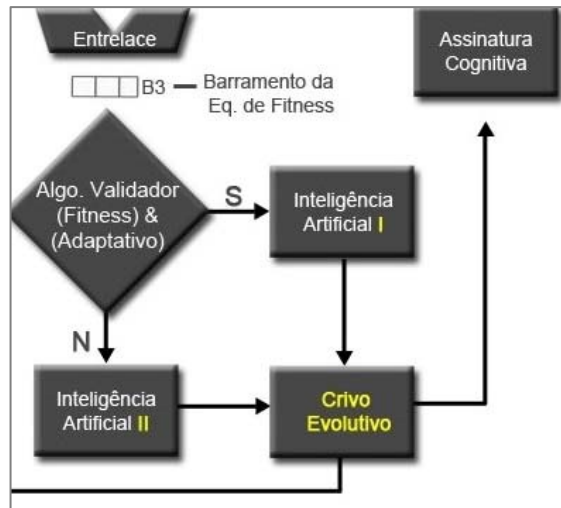 Entrelace
Assinatura
Cognitiva
B3 — Barramento da
Eq. de Fitness
Algo. Validador
(Fitness) &
(Adaptativo)
S
Inteligência
Artificial I
N
Inteligência
Artificial II
Crivo
Evolutivo